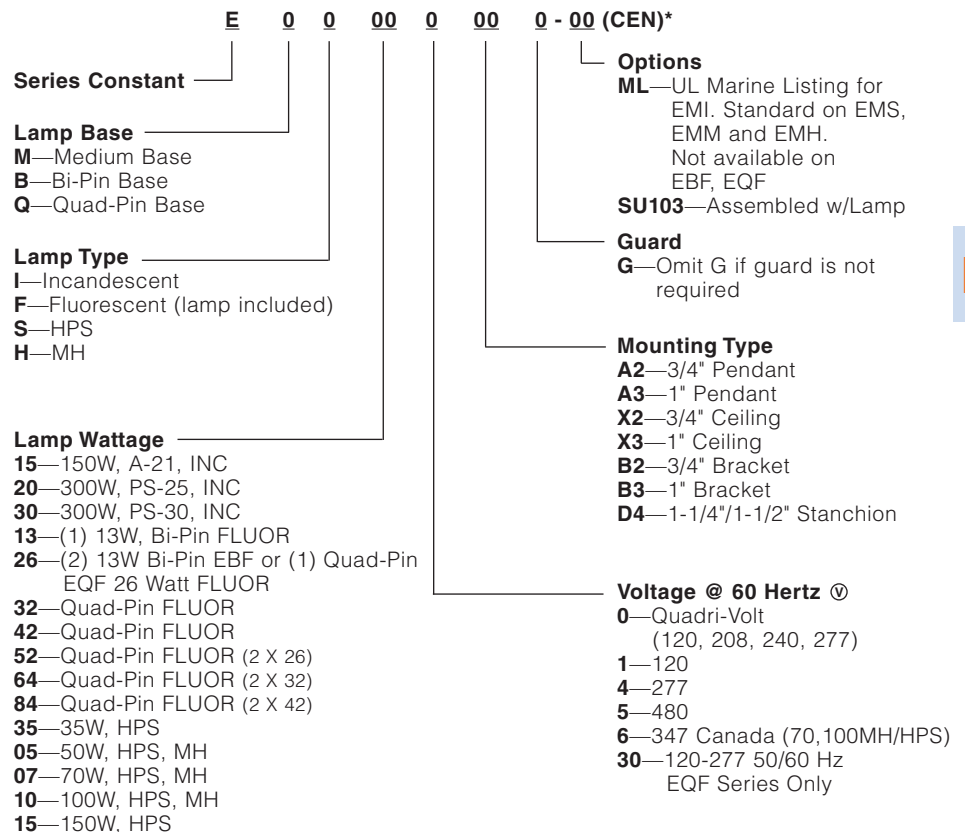 E 0 0 00 0 00 0 - 00 (CEN)*
Series Constant
Lamp Base
M—Medium Base
B—Bi-Pin Base
Q—Quad-Pin Base
Lamp Type
I—Incandescent
F—Fluorescent (lamp included)
S—HPS
H—MH
Lamp Wattage
15—150W, A-21, INC
20—300W, PS-25, INC
30—300W, PS-30, INC
13—(1) 13W, Bi-Pin FLUOR
26—(2) 13W Bi-Pin EBF or (1) Quad-Pin
EQF 26 Watt FLUOR
32—Quad-Pin FLUOR
42—Quad-Pin FLUOR
52—Quad-Pin FLUOR (2 X 26)
64—Quad-Pin FLUOR (2 X 32)
84—Quad-Pin FLUOR (2 X 42)
35—35W, HPS
05—50W, HPS, MH
07—70W, HPS, MH
10—100W, HPS, MH
15—150W, HPS
Options
ML—UL Marine Listing for
EMI. Standard on EMS,
EMM and EMH.
Not available on
EBF, EQF
SU103—Assembled w/Lamp
Guard
G—Omit G if guard is not
required
Mounting Type
A2—3/4" Pendant
A3—1" Pendant
X2—3/4" Ceiling
X3—1" Ceiling
B2—3/4" Bracket
B3—1" Bracket
D4—1-1/4"/1-1/2" Stanchion
Voltage @ 60 Hertz Ⓥ
0—Quadri-Volt
(120, 208, 240, 277)
1—120
4—277
5—480
6—347 Canada (70,100MH/HPS)
30—120-277 50/60 Hz
EQF Series Only